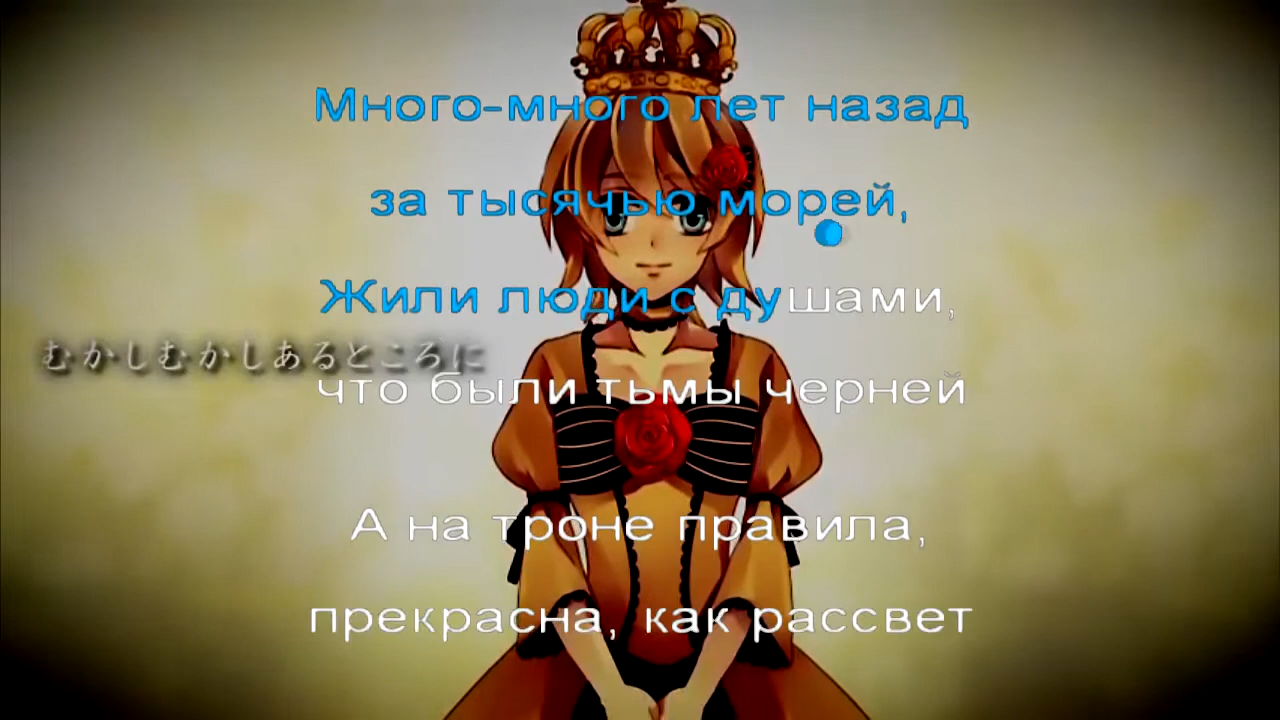 Много-много лет назад
за тысячью морей,
Жили люди с душами,
むかしむかしあるところに
что были тьмы черней
А на троне правила,
прекрасна, как рассвет